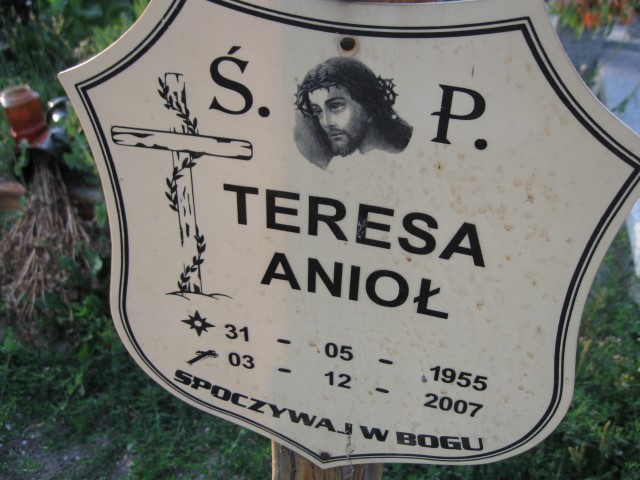 Ś. P.
TERESA
ANIOŁ
31 - 05 - 1955
03 - 12 - 2007
SPOCZYWAJ W BOGU